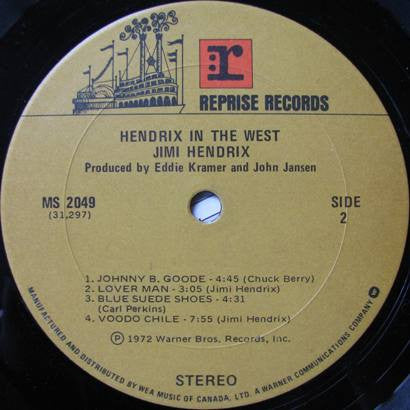 r
REPRISE RECORDS
HENDRIX IN THE WEST
JIMI HENDRIX
Produced by Eddie Kramer and John Jansen
MS 2049
(31,297)
SIDE
2
1. JOHNNY B. GOODE - 4:45 (Chuck Berry)
2. LOVER MAN - 3:05 (Jimi Hendrix)
3. BLUE SUEDE SHOES - 4:31
(Carl Perkins)
4. VOODO CHILE - 7:55 (Jimi Hendrix)
Ⓟ 1972 Warner Bros. Records, Inc.
STEREO
MANUFACTURED AND DISTRIBUTED BY WEA MUSIC OF CANADA, LTD. A WARNER COMMUNICATIONS COMPANY